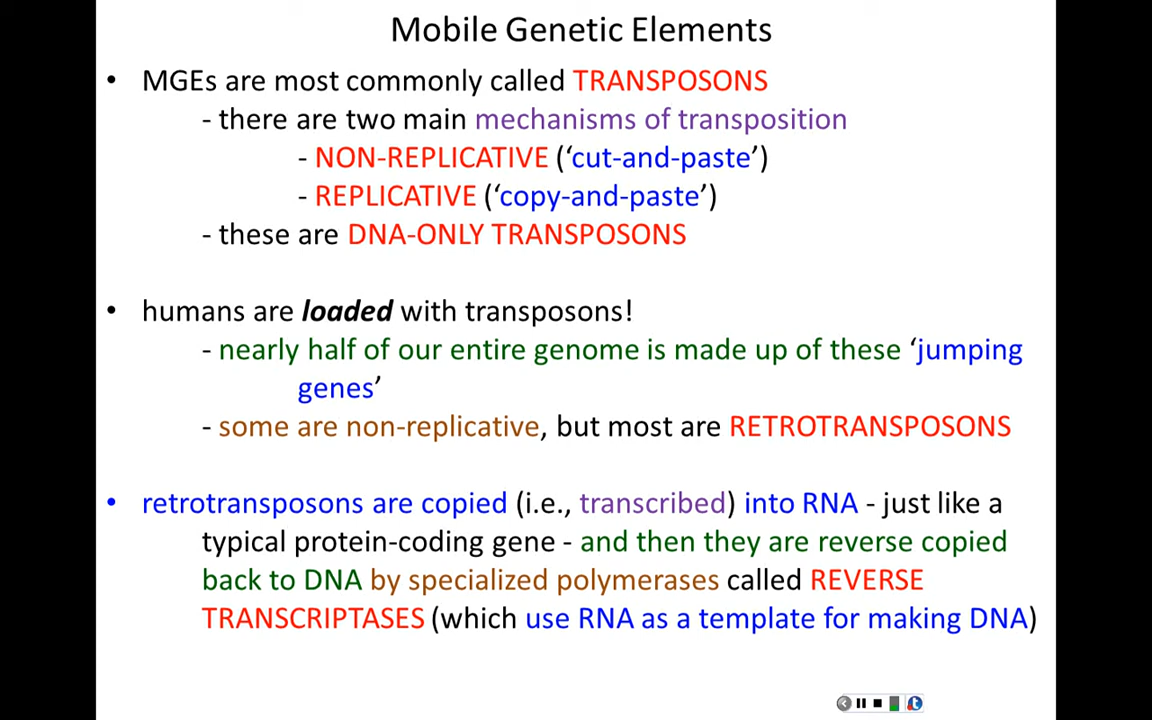 Mobile Genetic Elements
• MGEs are most commonly called TRANSPOSONS
- there are two main mechanisms of transposition
- NON-REPLICATIVE (‘cut-and-paste’)
- REPLICATIVE (‘copy-and-paste’)
- these are DNA-ONLY TRANSPOSONS
• humans are loaded with transposons!
- nearly half of our entire genome is made up of these ‘jumping
genes’
- some are non-replicative, but most are RETROTRANSPOSONS
• retrotransposons are copied (i.e., transcribed) into RNA - just like a
typical protein-coding gene - and then they are reverse copied
back to DNA by specialized polymerases called REVERSE
TRANSCRIPTASES (which use RNA as a template for making DNA)